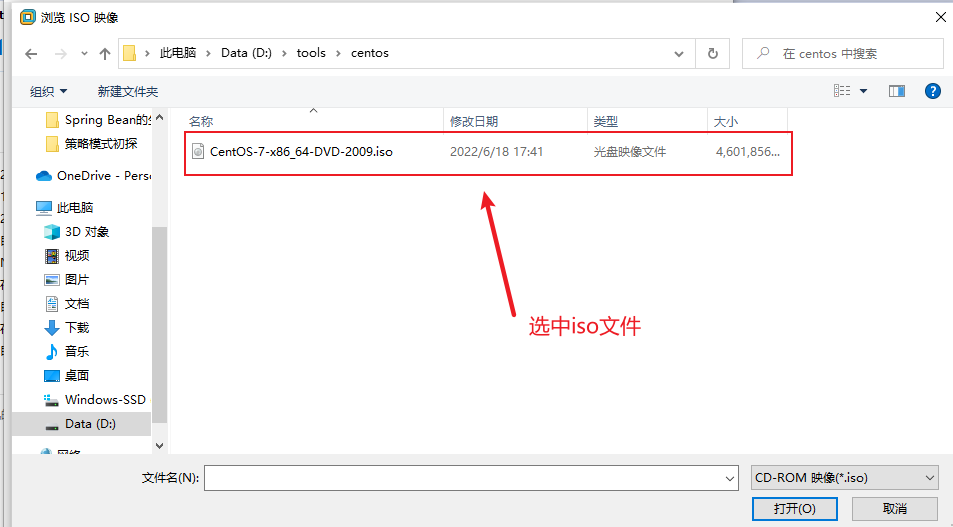 浏览 ISO 映像
此电脑 > Data (D:) > tools > centos
在 centos 中搜索
组织
新建文件夹
Spring Bean的
策略模式初探
OneDrive - Pers
此电脑
3D 对象
视频
图片
文档
下载
音乐
桌面
Windows-SSD
Data (D:)
网络
名称 修改日期 类型 大小
CentOS-7-x86_64-DVD-2009.iso 2022/6/18 17:41 光盘映像文件 4,601,856...
选中iso文件
文件名(N):
CD-ROM 映像(*.iso)
打开(O)
取消